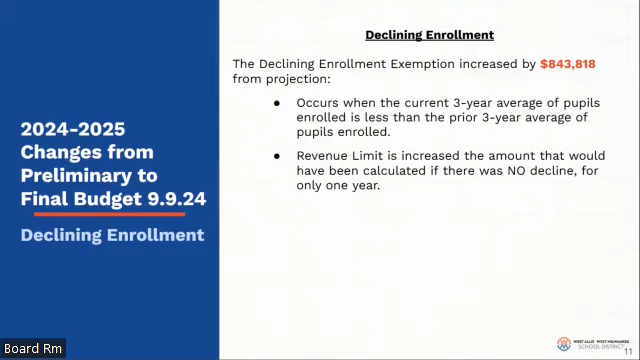 2024-2025
Changes from
Preliminary to
Final Budget 9.9.24
Declining Enrollment
Declining Enrollment
The Declining Enrollment Exemption increased by $843,818
from projection:
● Occurs when the current 3-year average of pupils
enrolled is less than the prior 3-year average of
pupils enrolled.
● Revenue Limit is increased the amount that would
have been calculated if there was NO decline, for
only one year.
WEST ALLIS-WEST MILWAUKEE
SCHOOL DISTRICT
11
Board Rm